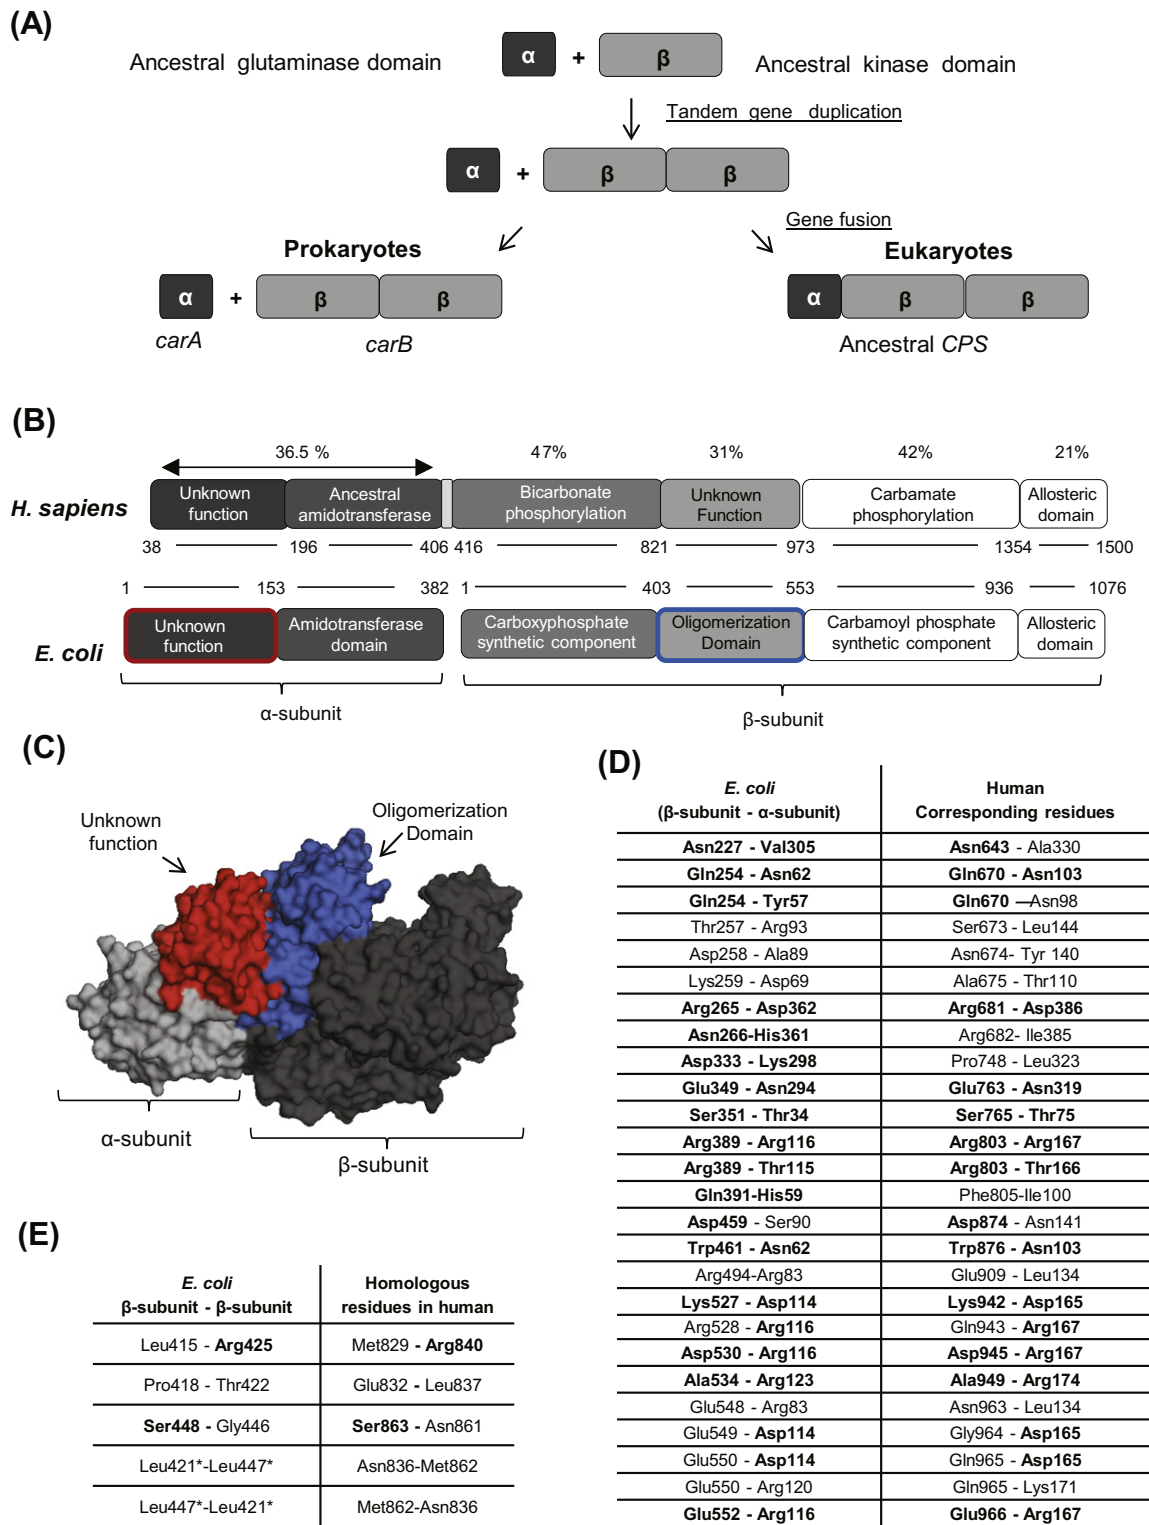 (A)
Ancestral glutaminase domain
α + β
Ancestral kinase domain
Tandem gene duplication
α + β β
Gene fusion
Prokaryotes
Eukaryotes
α + β β
α β β
carA
carB
Ancestral CPS
(B)
36.5 % 47% 31% 42% 21%
H. sapiens
Unknown function
Ancestral amidotransferase
Bicarbonate phosphorylation
Unknown Function
Carbamate phosphorylation
Allosteric domain
38 196 406 416 821 973 1354 1500
1 153 382 1 403 553 936 1076
E. coli
Unknown function
Amidotransferase domain
Carboxyphosphate synthetic component
Oligomerization Domain
Carbamoyl phosphate synthetic component
Allosteric domain
α-subunit
β-subunit
(C)
Unknown function
Oligomerization Domain
α-subunit
β-subunit
(D)
E. coli (β-subunit - α-subunit) Human Corresponding residues
Asn227 - Val305 Asn643 - Ala330
Gln254 - Asn62 Gln670 - Asn103
Gln254 - Tyr57 Gln670 —Asn98
Thr257 - Arg93 Ser673 - Leu144
Asp258 - Ala89 Asn674- Tyr 140
Lys259 - Asp69 Ala675 - Thr110
Arg265 - Asp362 Arg681 - Asp386
Asn266-His361 Arg682- Ile385
Asp333 - Lys298 Pro748 - Leu323
Glu349 - Asn294 Glu763 - Asn319
Ser351 - Thr34 Ser765 - Thr75
Arg389 - Arg116 Arg803 - Arg167
Arg389 - Thr115 Arg803 - Thr166
Gln391-His59 Phe805-Ile100
Asp459 - Ser90 Asp874 - Asn141
Trp461 - Asn62 Trp876 - Asn103
Arg494-Arg83 Glu909 - Leu134
Lys527 - Asp114 Lys942 - Asp165
Arg528 - Arg116 Gln943 - Arg167
Asp530 - Arg116 Asp945 - Arg167
Ala534 - Arg123 Ala949 - Arg174
Glu548 - Arg83 Asn963 - Leu134
Glu549 - Asp114 Gly964 - Asp165
Glu550 - Asp114 Gln965 - Asp165
Glu550 - Arg120 Gln965 - Lys171
Glu552 - Arg116 Glu966 - Arg167
(E)
E. coli β-subunit - β-subunit Homologous residues in human
Leu415 - Arg425 Met829 - Arg840
Pro418 - Thr422 Glu832 - Leu837
Ser448 - Gly446 Ser863 - Asn861
Leu421*-Leu447* Asn836-Met862
Leu447*-Leu421* Met862-Asn836